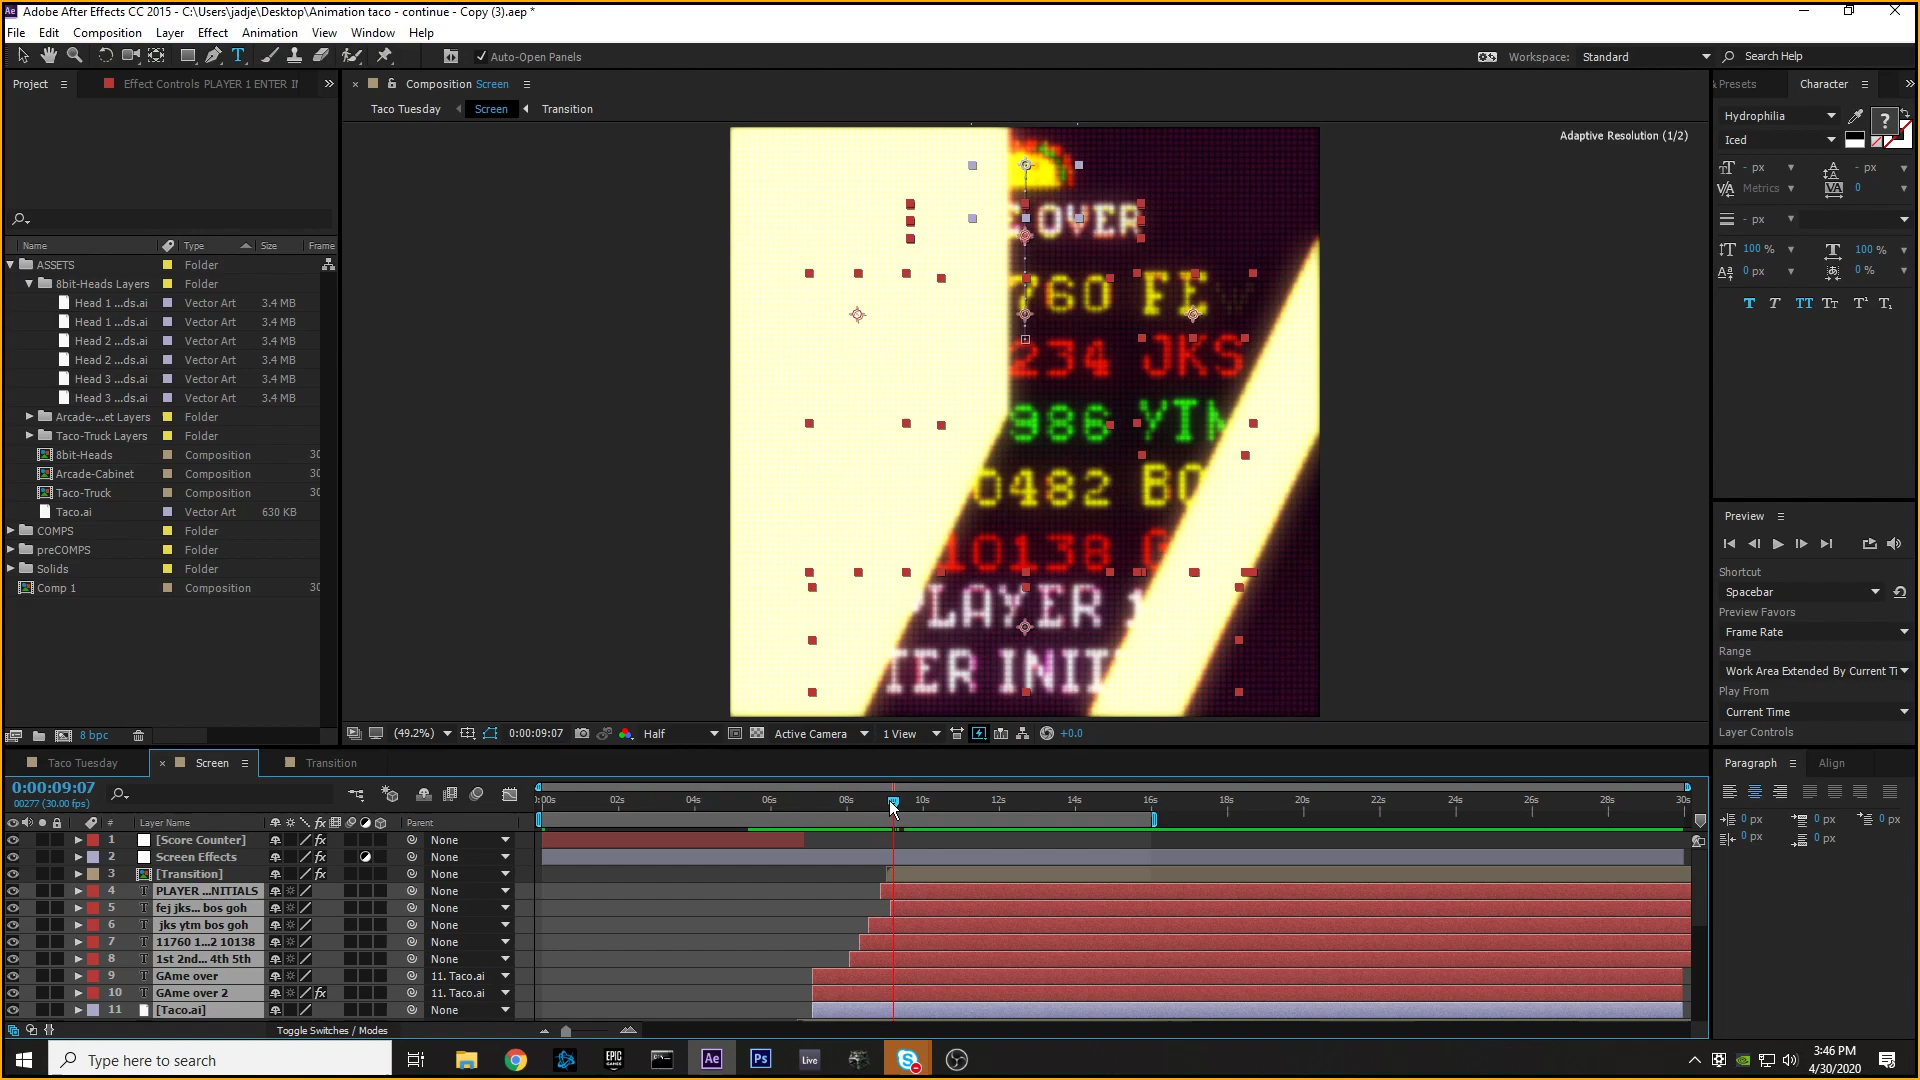 Adobe After Effects CC 2015 - C:\Users\jadje\Desktop\Animation taco - continue - Copy (3).aep *
File Edit Composition Layer Effect Animation View Window Help
Auto-Open Panels
Workspace: Standard
Search Help
Project
Effect Controls PLAYER 1 ENTER II
Composition Screen
Taco Tuesday Screen Transition
Adaptive Resolution (1/2)
Presets Character
Hydrophilia
Iced
?
- px - px
Metrics 0
- px
100 % 100 %
0 px 0 %
Name Type Size Frame
ASSETS Folder
8bit-Heads Layers Folder
Head 1 ...ds.ai Vector Art 3.4 MB
Head 1 ...ds.ai Vector Art 3.4 MB
Head 2 ...ds.ai Vector Art 3.4 MB
Head 2 ...ds.ai Vector Art 3.4 MB
Head 3 ...ds.ai Vector Art 3.4 MB
Head 3 ...ds.ai Vector Art 3.4 MB
Arcade-...et Layers Folder
Taco-Truck Layers Folder
8bit-Heads Composition 30
Arcade-Cabinet Composition 30
Taco-Truck Composition 30
Taco.ai Vector Art 630 KB
COMPS Folder
preCOMPS Folder
Solids Folder
Comp 1 Composition 30
8 bpc
E OVER
760 FEW
234 JKS
986 YTM
0482 BO
10138 G
PLAYER 1
TER INIT
(49.2%) 0:00:09:07 Half Active Camera 1 View +0.0
Preview
Shortcut
Spacebar
Preview Favors
Frame Rate
Range
Work Area Extended By Current Ti
Play From
Current Time
Layer Controls
Paragraph Align
0 px 0 px 0 px
0 px 0 px
Taco Tuesday Screen Transition
0:00:09:07
00277 (30.00 fps)
:00s 02s 04s 06s 08s 10s 12s 14s 16s 18s 20s 22s 24s 26s 28s 30s
# Layer Name Parent
1 [Score Counter] None
2 Screen Effects None
3 [Transition] None
4 PLAYER ...NITIALS None
5 fej jks... bos goh None
6 jks ytm bos goh None
7 11760 1...2 10138 None
8 1st 2nd... 4th 5th None
9 GAme over 11. Taco.ai
10 GAme over 2 11. Taco.ai
11 [Taco.ai] None
Toggle Switches / Modes
Type here to search
EPIC GAMES
Ae
Ps
Live
3:46 PM
4/30/2020